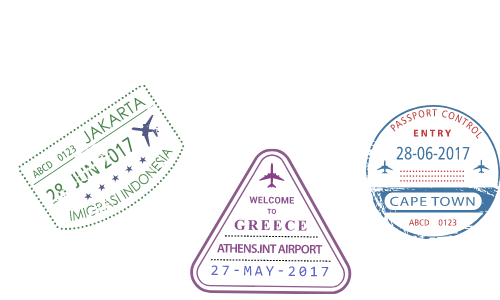 JAKARTA
ABCD 0123
28 JUN 2017
IMIGRASI INDONESIA
WELCOME
TO
GREECE
ATHENS.INT AIRPORT
27-MAY-2017
PASSPORT CONTROL
ENTRY
28-06-2017
CAPE TOWN
ABCD 0123